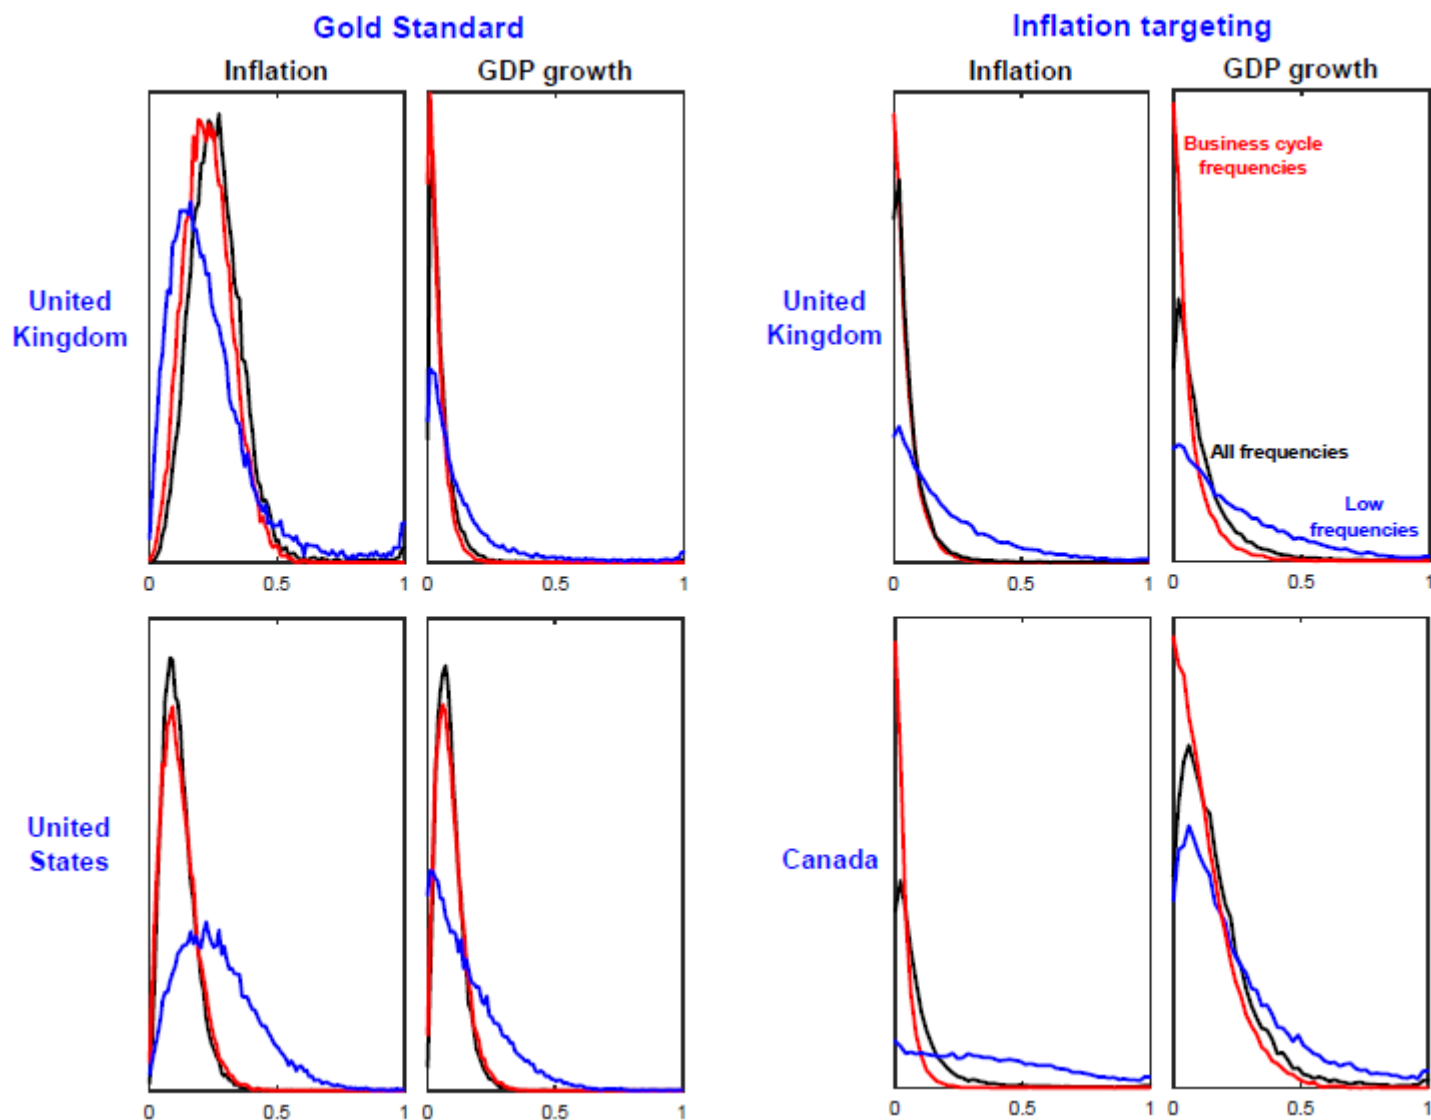 Gold Standard
Inflation targeting
Inflation
GDP growth
Inflation
GDP growth
Business cycle
frequencies
United
Kingdom
United
Kingdom
All frequencies
Low
frequencies
0 0.5 1
0.5 1
0 0.5 1
0 0.5 1
United
States
Canada
0 0.5 1
0 0.5 1
0 0.5 1
0 0.5 1